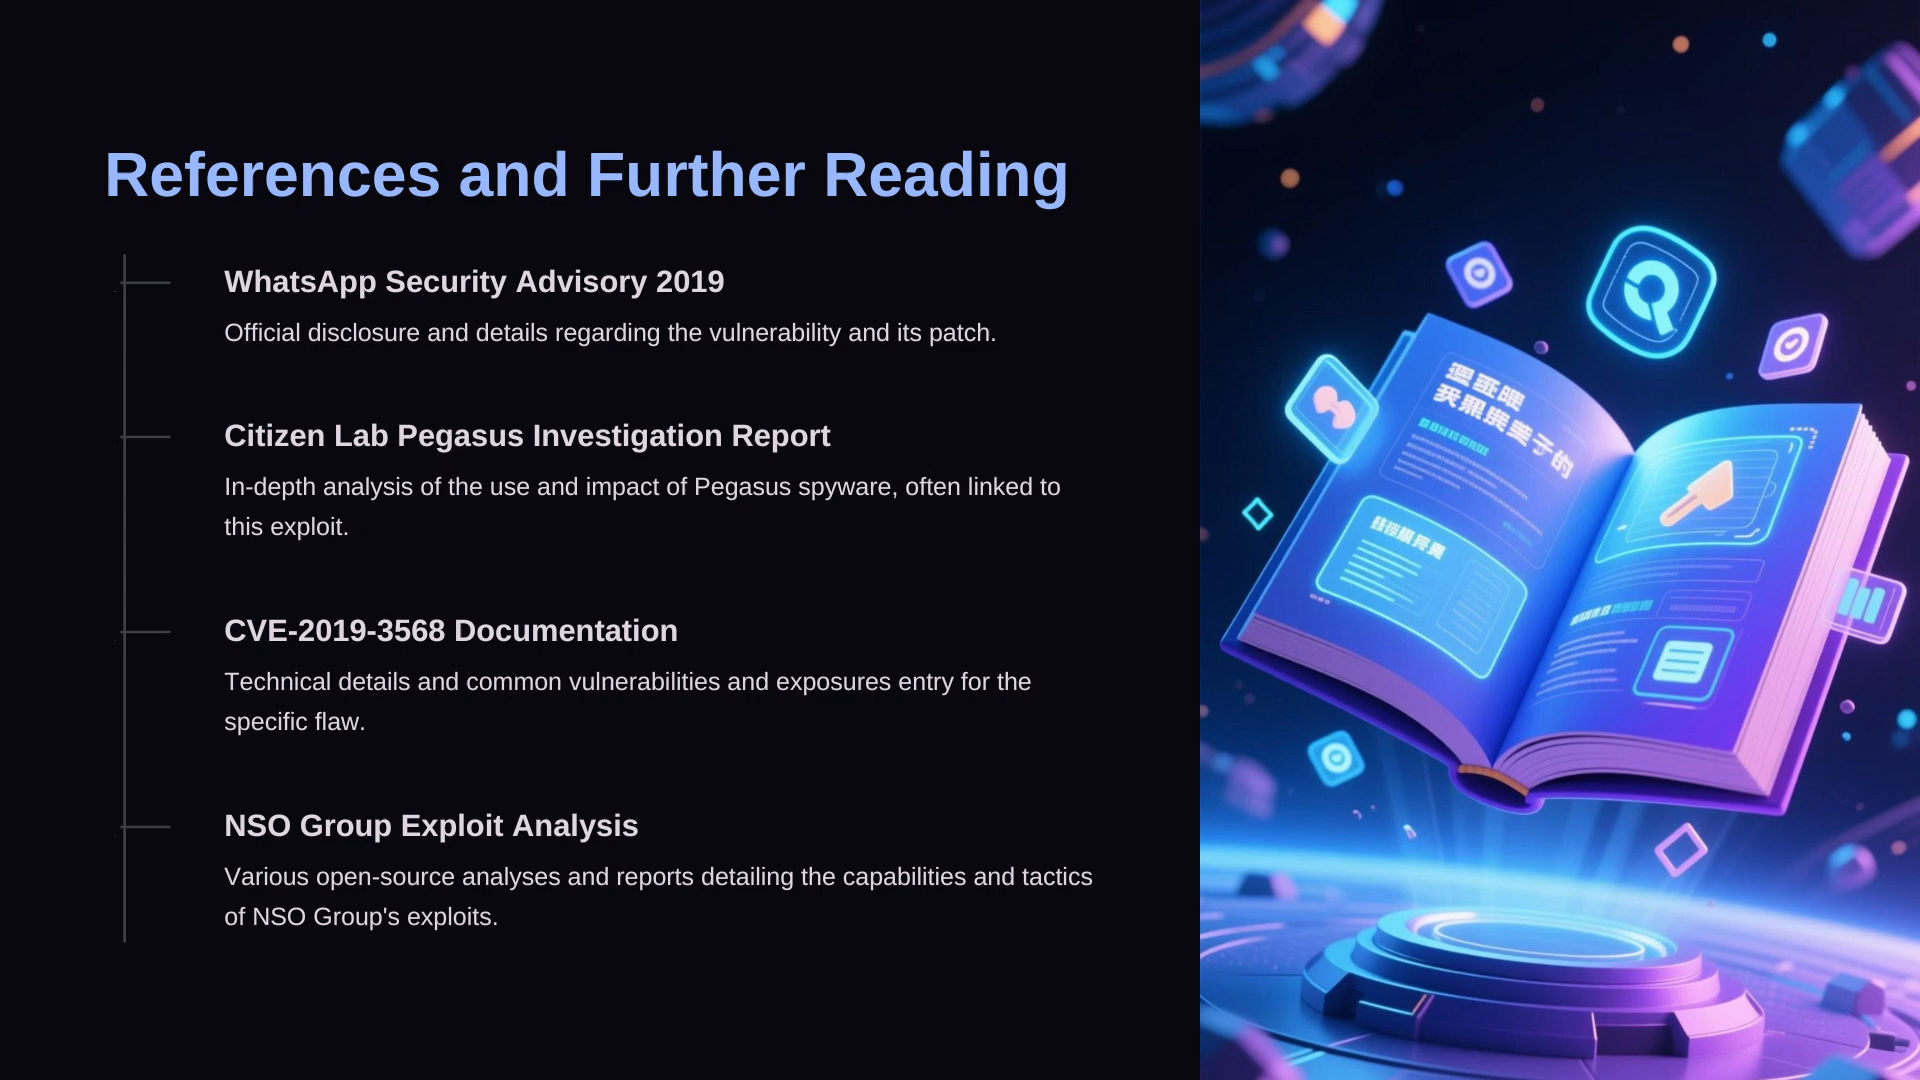 References and Further Reading
WhatsApp Security Advisory 2019
Official disclosure and details regarding the vulnerability and its patch.
Citizen Lab Pegasus Investigation Report
In-depth analysis of the use and impact of Pegasus spyware, often linked to
this exploit.
CVE-2019-3568 Documentation
Technical details and common vulnerabilities and exposures entry for the
specific flaw.
NSO Group Exploit Analysis
Various open-source analyses and reports detailing the capabilities and tactics
of NSO Group's exploits.